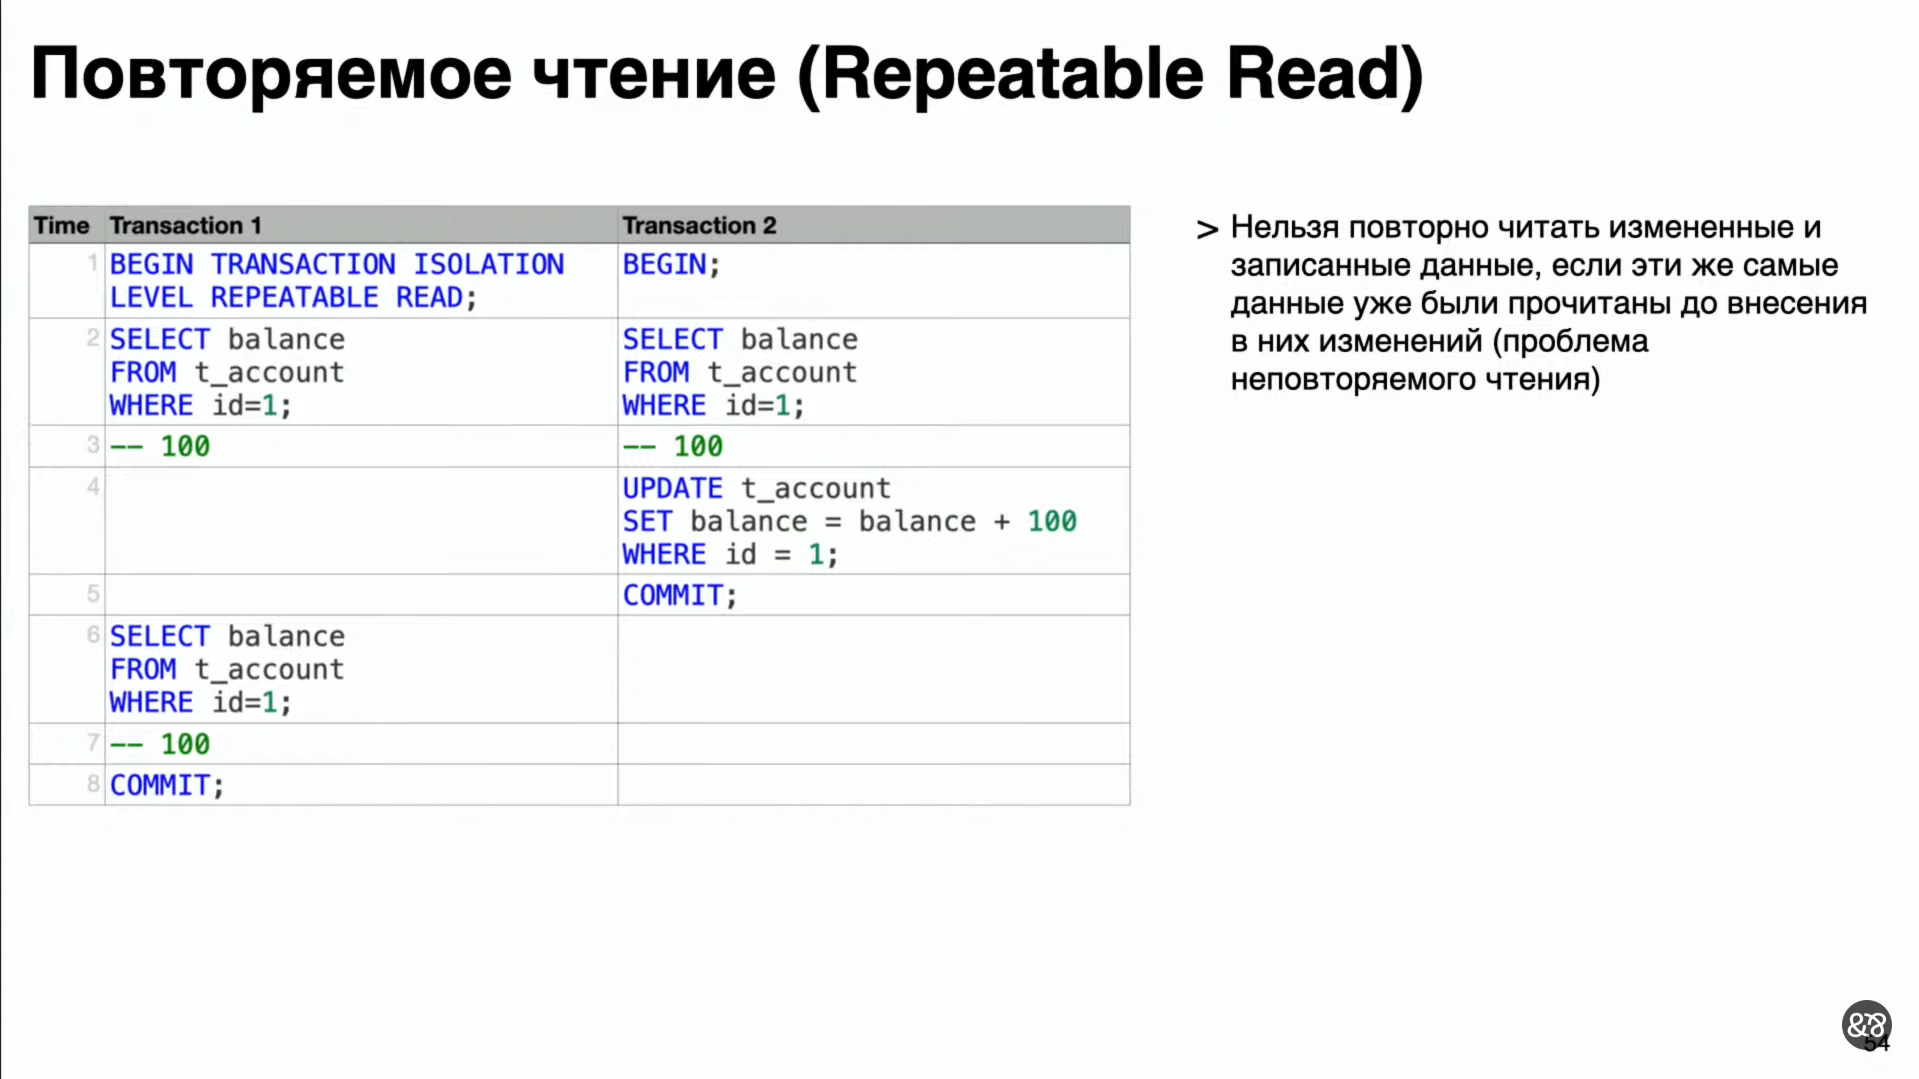 Повторяемое чтение (Repeatable Read)
Time Transaction 1 Transaction 2
1 BEGIN TRANSACTION ISOLATION BEGIN;
LEVEL REPEATABLE READ;
2 SELECT balance SELECT balance
FROM t_account FROM t_account
WHERE id=1; WHERE id=1;
3 -- 100 -- 100
4 UPDATE t_account
SET balance = balance + 100
WHERE id = 1;
5 COMMIT;
6 SELECT balance
FROM t_account
WHERE id=1;
7 -- 100
8 COMMIT;
> Нельзя повторно читать измененные и
записанные данные, если эти же самые
данные уже были прочитаны до внесения
в них изменений (проблема
неповторяемого чтения)
54